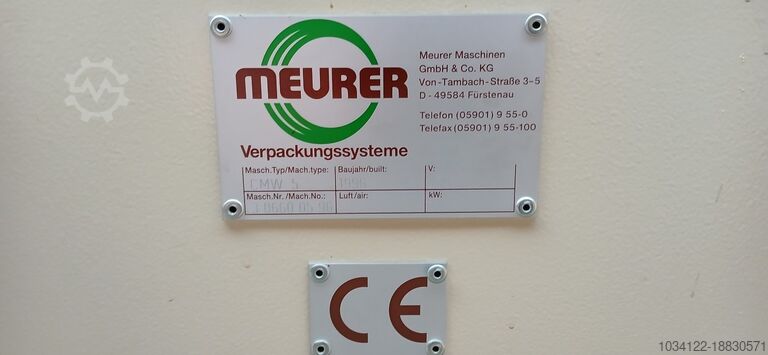 MEURER
Verpackungssysteme
Meurer Maschinen
GmbH & Co. KG
Von-Tambach-Straße 3-5
D - 49584 Fürstenau
Telefon (05901) 9 55-0
Telefax (05901) 9 55-100
Masch.Typ/Mach.type: Baujahr/built: V:
CMW 1996
Masch.Nr./Mach.No.: Luft/air: kW:
CE
1034122-18830571